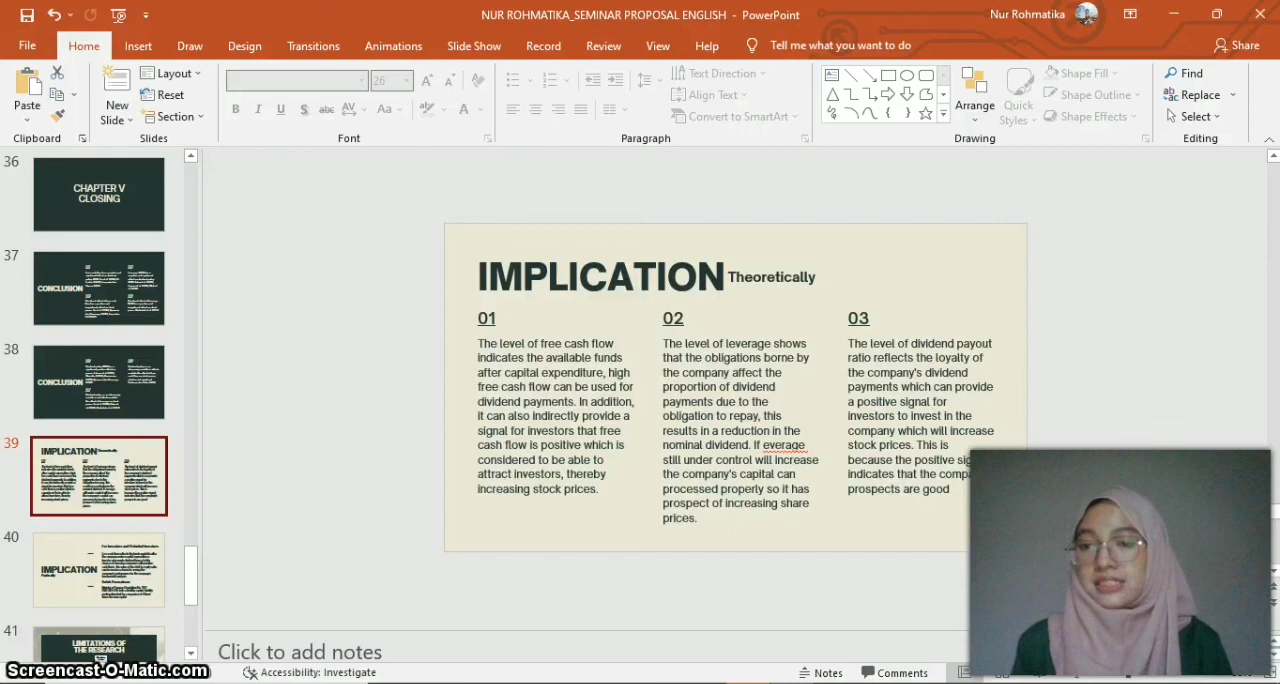 NUR ROHMATIKA_SEMINAR PROPOSAL ENGLISH - PowerPoint
Nur Rohmatika
File Home Insert Draw Design Transitions Animations Slide Show Record Review View Help Tell me what you want to do Share
Paste
Clipboard
New
Slide
Layout
Reset
Section
Slides
26
B I U S abc AV Aa A
Font
Text Direction
Align Text
Convert to SmartArt
Paragraph
Arrange
Quick
Styles
Shape Fill
Shape Outline
Shape Effects
Drawing
Find
Replace
Select
Editing
36
CHAPTER V
CLOSING
37
CONCLUSION
38
CONCLUSION
39
IMPLICATION Theoretically
40
IMPLICATION
41
LIMITATIONS OF
THE RESEARCH
IMPLICATION Theoretically
01
The level of free cash flow
indicates the available funds
after capital expenditure, high
free cash flow can be used for
dividend payments. In addition,
it can also indirectly provide a
signal for investors that free
cash flow is positive which is
considered to be able to
attract investors, thereby
increasing stock prices.
02
The level of leverage shows
that the obligations borne by
the company affect the
proportion of dividend
payments due to the
obligation to repay, this
results in a reduction in the
nominal dividend. If everage
still under control will increase
the company's capital can
processed properly so it has
prospect of increasing share
prices.
03
The level of dividend payout
ratio reflects the loyalty of
the company's dividend
payments which can provide
a positive signal for
investors to invest in the
company which will increase
stock prices. This is
because the positive sig
indicates that the compa
prospects are good
Click to add notes
Screencast-O-Matic.com
Accessibility: Investigate
Notes
Comments